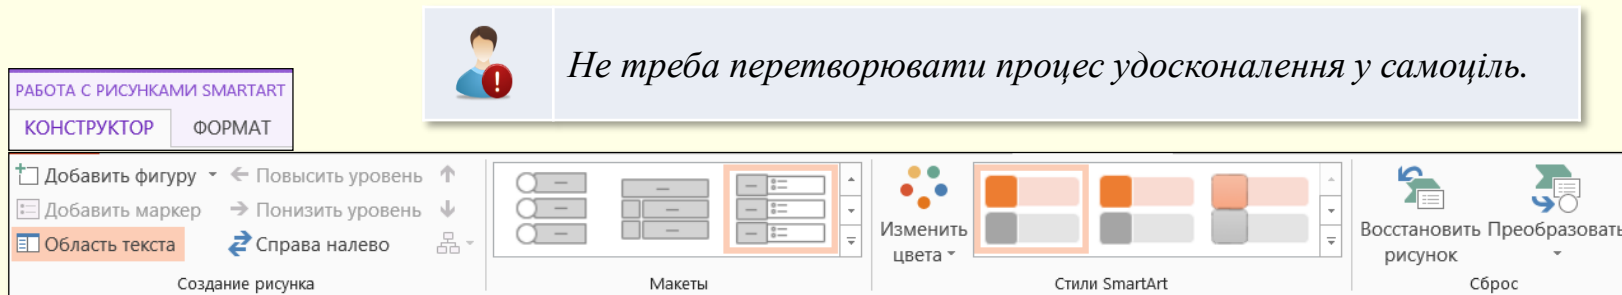 Не треба перетворювати процес удосконалення у самоціль.
РАБОТА С РИСУНКАМИ SMARTART
КОНСТРУКТОР ФОРМАТ
Добавить фигуру Повысить уровень
Добавить маркер Понизить уровень
Область текста Справа налево
Создание рисунка
Макеты
Изменить
цвета
Стили SmartArt
Восстановить
рисунок
Преобразовать
Сброс